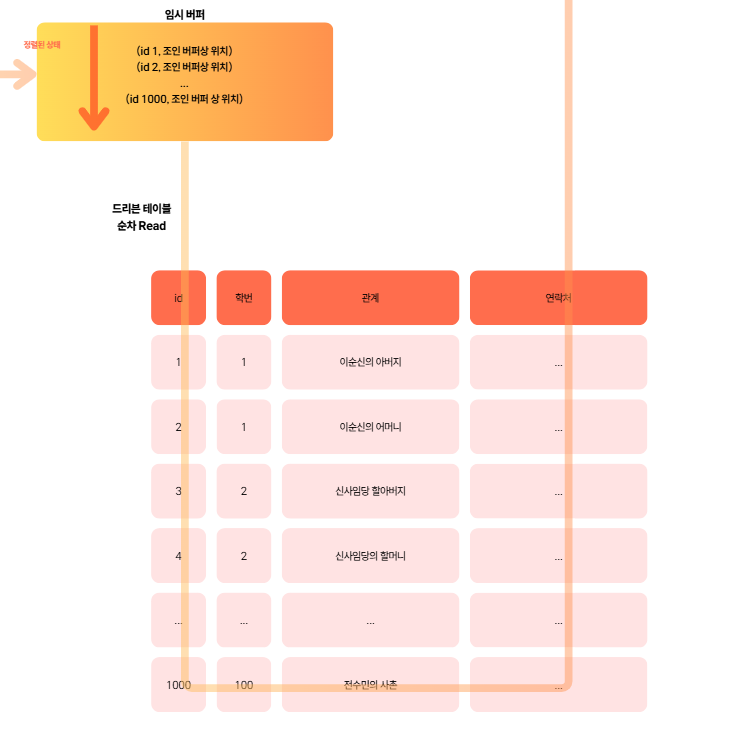 임시 버퍼
정렬된 상태
(id 1, 조인 버퍼상 위치)
(id 2, 조인 버퍼상 위치)
...
(id 1000, 조인 버퍼 상 위치)
드리븐 테이블
순차 Read
id 학번 관계 연락처
1 1 이순신의 아버지 ...
2 1 이순신의 어머니 ...
3 2 신사임당 할아버지 ...
4 2 신사임당의 할머니 ...
... ... ... ...
1000 100 전수민의 사촌 ...